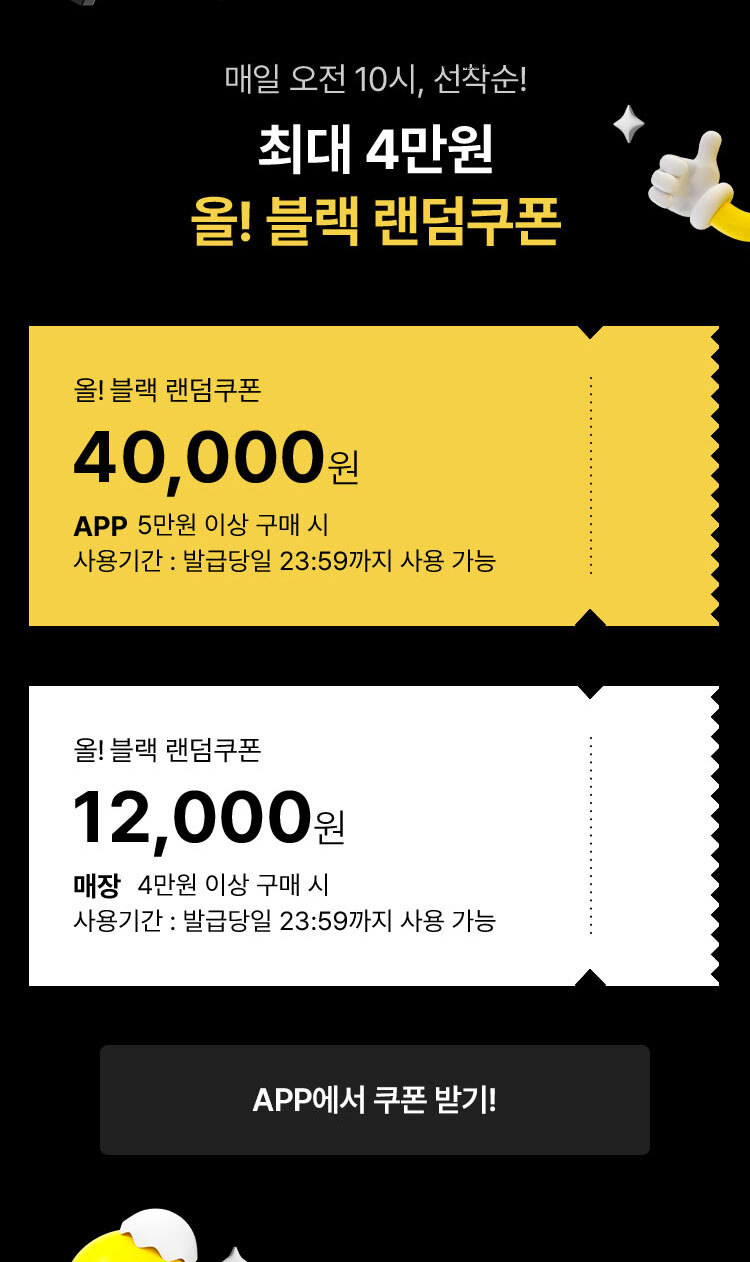 매일 오전 10시, 선착순!
최대 4만원
올! 블랙 랜덤쿠폰
올! 블랙 랜덤쿠폰
40,000원
APP 5만원 이상 구매 시
사용기간 : 발급당일 23:59까지 사용 가능
올! 블랙 랜덤쿠폰
12,000원
매장 4만원 이상 구매 시
사용기간 : 발급당일 23:59까지 사용 가능
APP에서 쿠폰 받기!